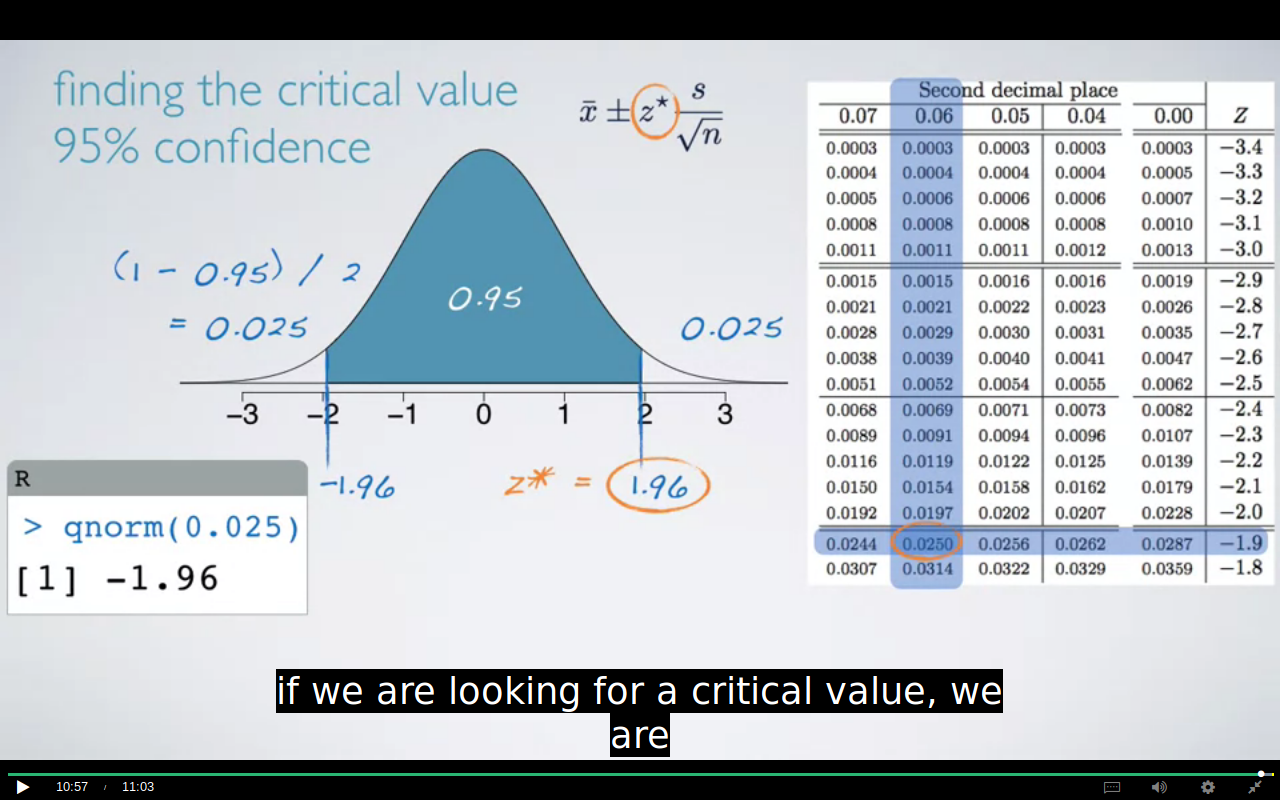 finding the critical value
95% confidence
x̄ ± z* s/√n
(1 - 0.95) / 2
= 0.025
0.95
0.025
−3 −2 −1 0 1 2 3
-1.96
z* = 1.96
R
> qnorm(0.025)
[1] -1.96
Second decimal place
0.07 0.06 0.05 0.04 0.00 Z
0.0003 0.0003 0.0003 0.0003 0.0003 −3.4
0.0004 0.0004 0.0004 0.0004 0.0005 −3.3
0.0005 0.0006 0.0006 0.0006 0.0007 −3.2
0.0008 0.0008 0.0008 0.0008 0.0010 −3.1
0.0011 0.0011 0.0011 0.0012 0.0013 −3.0
0.0015 0.0015 0.0016 0.0016 0.0019 −2.9
0.0021 0.0021 0.0022 0.0023 0.0026 −2.8
0.0028 0.0029 0.0030 0.0031 0.0035 −2.7
0.0038 0.0039 0.0040 0.0041 0.0047 −2.6
0.0051 0.0052 0.0054 0.0055 0.0062 −2.5
0.0068 0.0069 0.0071 0.0073 0.0082 −2.4
0.0089 0.0091 0.0094 0.0096 0.0107 −2.3
0.0116 0.0119 0.0122 0.0125 0.0139 −2.2
0.0150 0.0154 0.0158 0.0162 0.0179 −2.1
0.0192 0.0197 0.0202 0.0207 0.0228 −2.0
0.0244 0.0250 0.0256 0.0262 0.0287 −1.9
0.0307 0.0314 0.0322 0.0329 0.0359 −1.8
if we are looking for a critical value, we
are
10:57 / 11:03